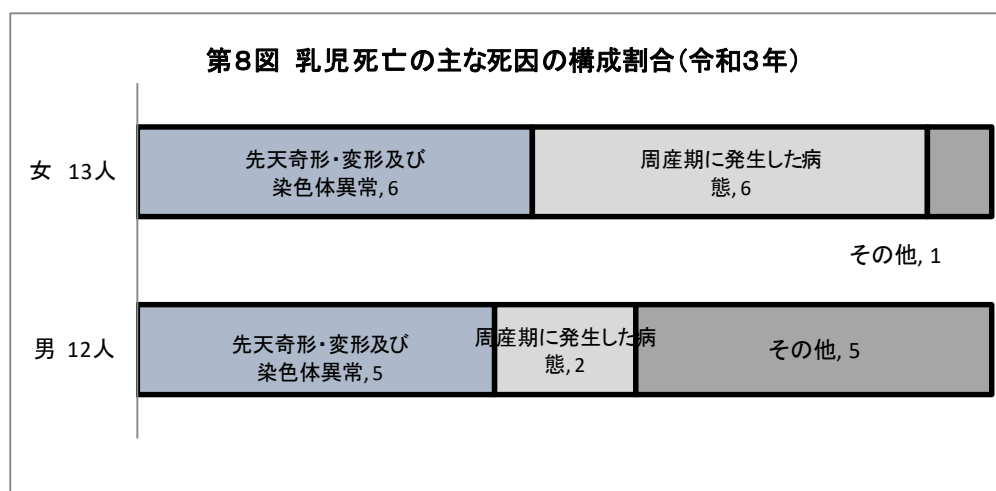 第８図 乳児死亡の主な死因の構成割合（令和３年）
女 13人
先天奇形・変形及び
染色体異常, 6
周産期に発生した病
態, 6
その他, 1
男 12人
先天奇形・変形及び
染色体異常, 5
周産期に発生した病
態, 2
その他, 5